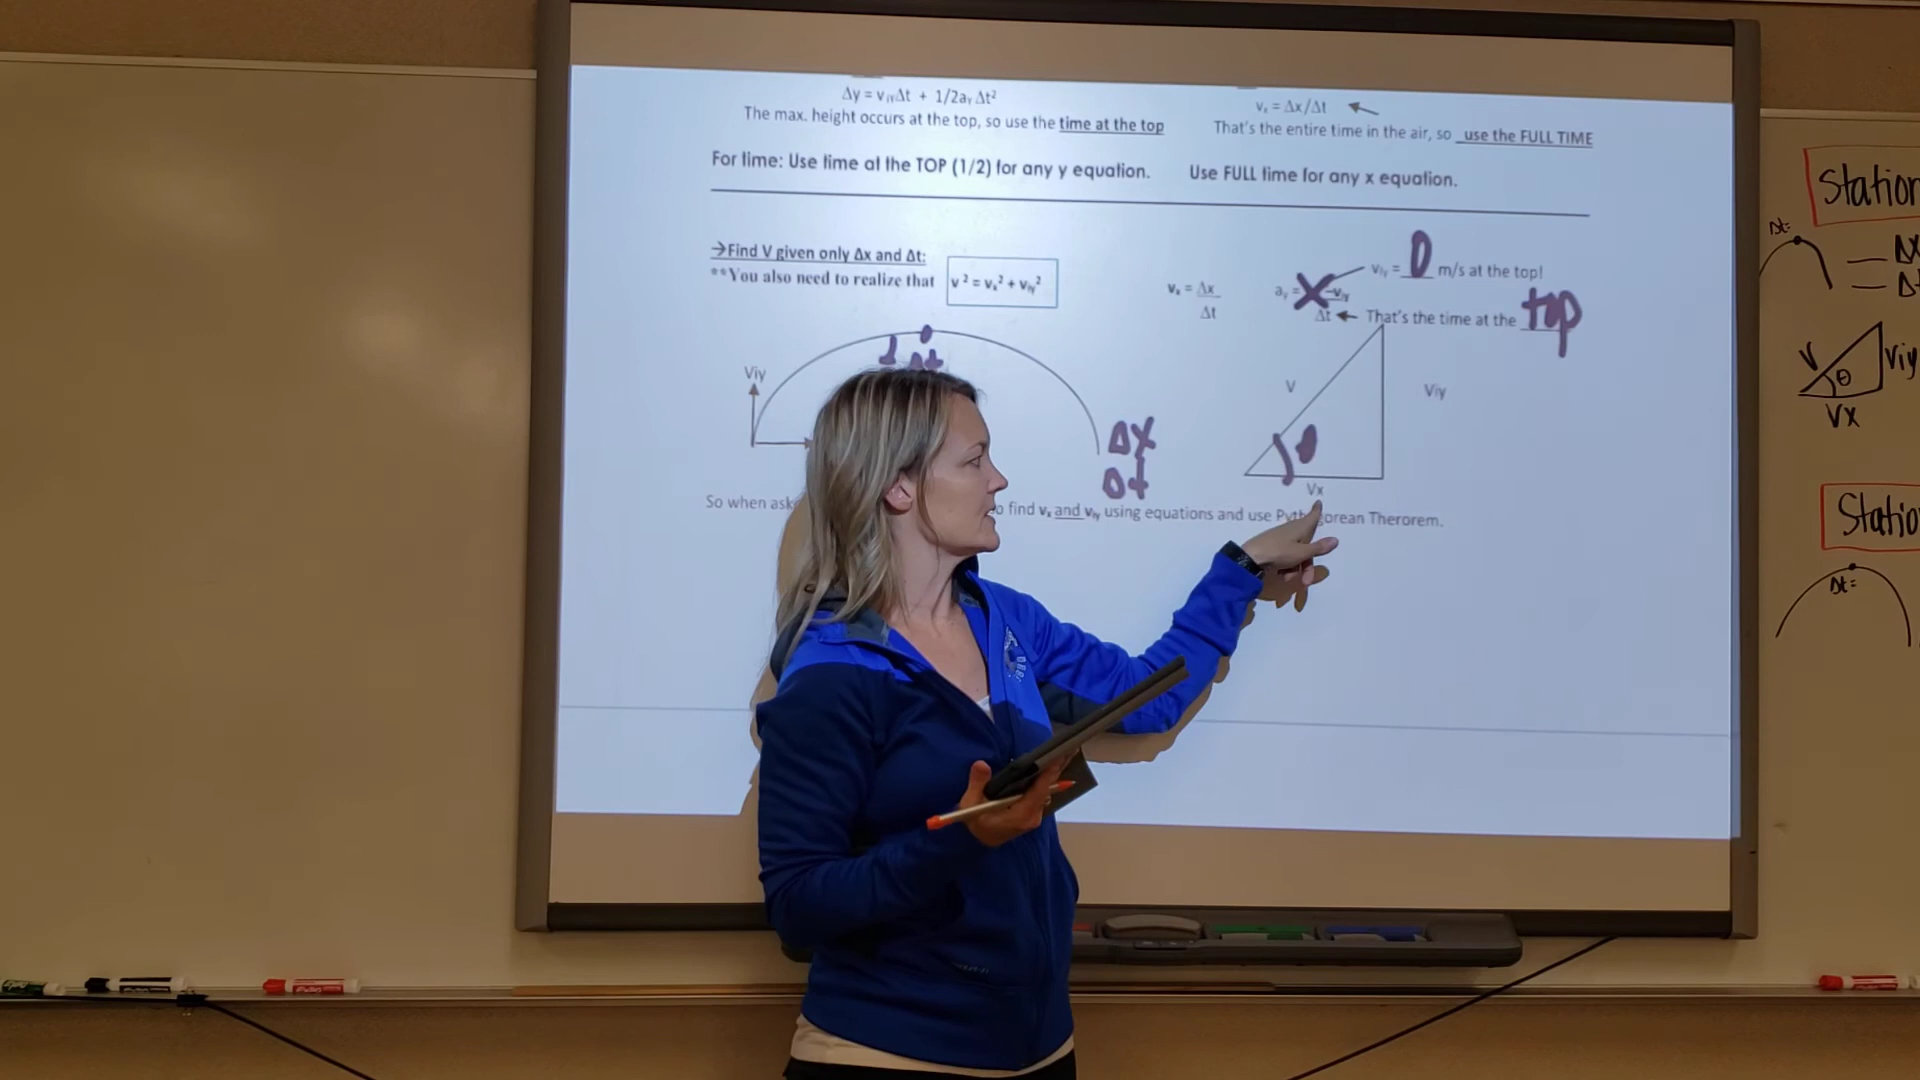 Δy = viyΔt + 1/2ay Δt²
The max. height occurs at the top, so use the time at the top
vx = Δx/Δt
That's the entire time in the air, so use the FULL TIME
For time: Use time at the TOP (1/2) for any y equation.
Use FULL time for any x equation.
→Find V given only Δx and Δt:
**You also need to realize that
v² = vx² + viy²
vx = Δx
Δt
0
m/s at the top!
ay =
-viy
Δt
That's the time at the top
Viy
Δt
Δx
Δt
V
Viy
θ
Vx
So when
find vx and viy using equations and use Therorem.
Station
Δt=
Δx
V
θ
Viy
Vx
Δt=